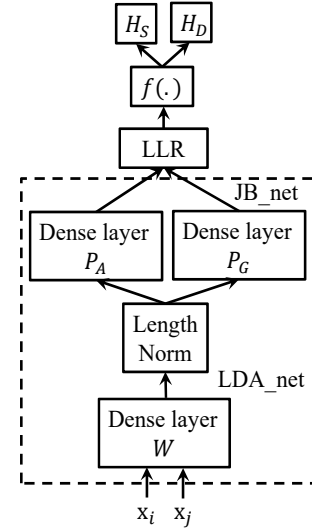 H_S H_D
f(.)
LLR
JB_net
Dense layer
P_A
Dense layer
P_G
Length
Norm
LDA_net
Dense layer
W
x_i x_j